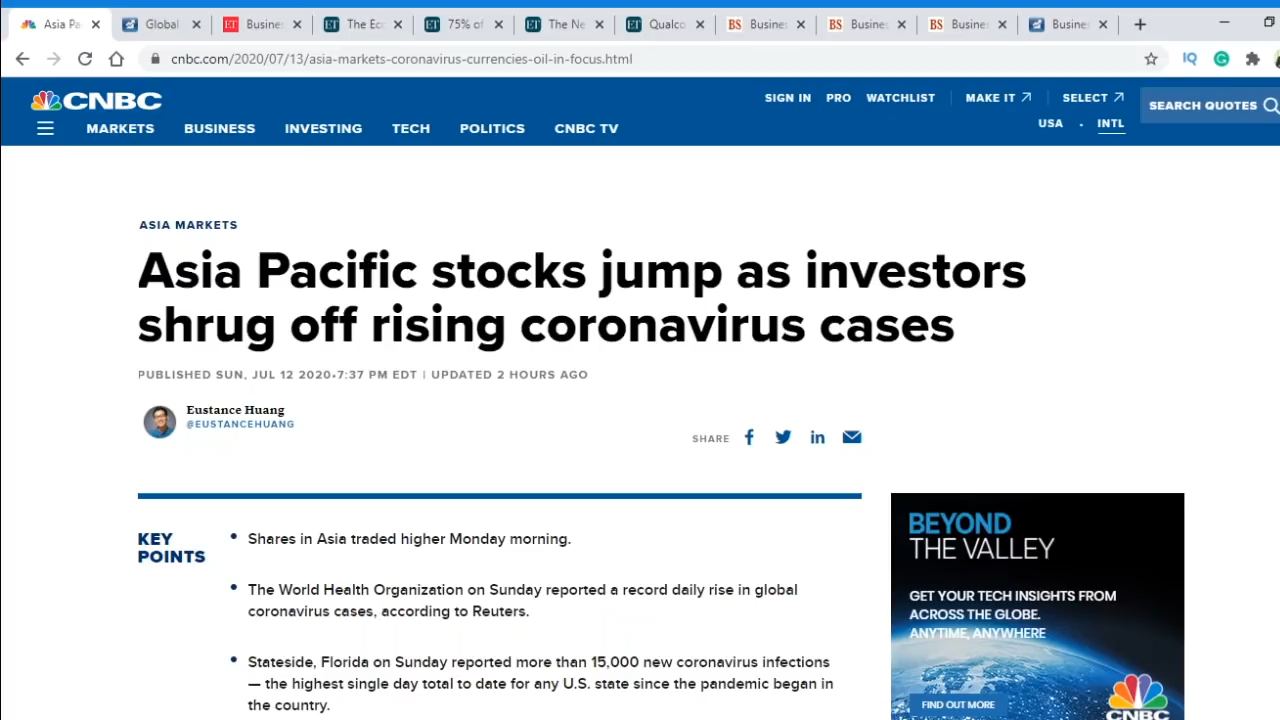 Asia Pa
Global
Busines
The Eco
75% of
The Ne
Qualco
Busines
Busines
Busines
Busines
cnbc.com/2020/07/13/asia-markets-coronavirus-currencies-oil-in-focus.html
CNBC
SIGN IN PRO WATCHLIST MAKE IT SELECT
SEARCH QUOTES
USA . INTL
MARKETS BUSINESS INVESTING TECH POLITICS CNBC TV
ASIA MARKETS
Asia Pacific stocks jump as investors
shrug off rising coronavirus cases
PUBLISHED SUN, JUL 12 2020•7:37 PM EDT | UPDATED 2 HOURS AGO
Eustance Huang
@EUSTANCEHUANG
SHARE
KEY
POINTS
• Shares in Asia traded higher Monday morning.
• The World Health Organization on Sunday reported a record daily rise in global
coronavirus cases, according to Reuters.
• Stateside, Florida on Sunday reported more than 15,000 new coronavirus infections
— the highest single day total to date for any U.S. state since the pandemic began in
the country.
BEYOND
THE VALLEY
GET YOUR TECH INSIGHTS FROM
ACROSS THE GLOBE.
ANYTIME, ANYWHERE
FIND OUT MORE
CNBC